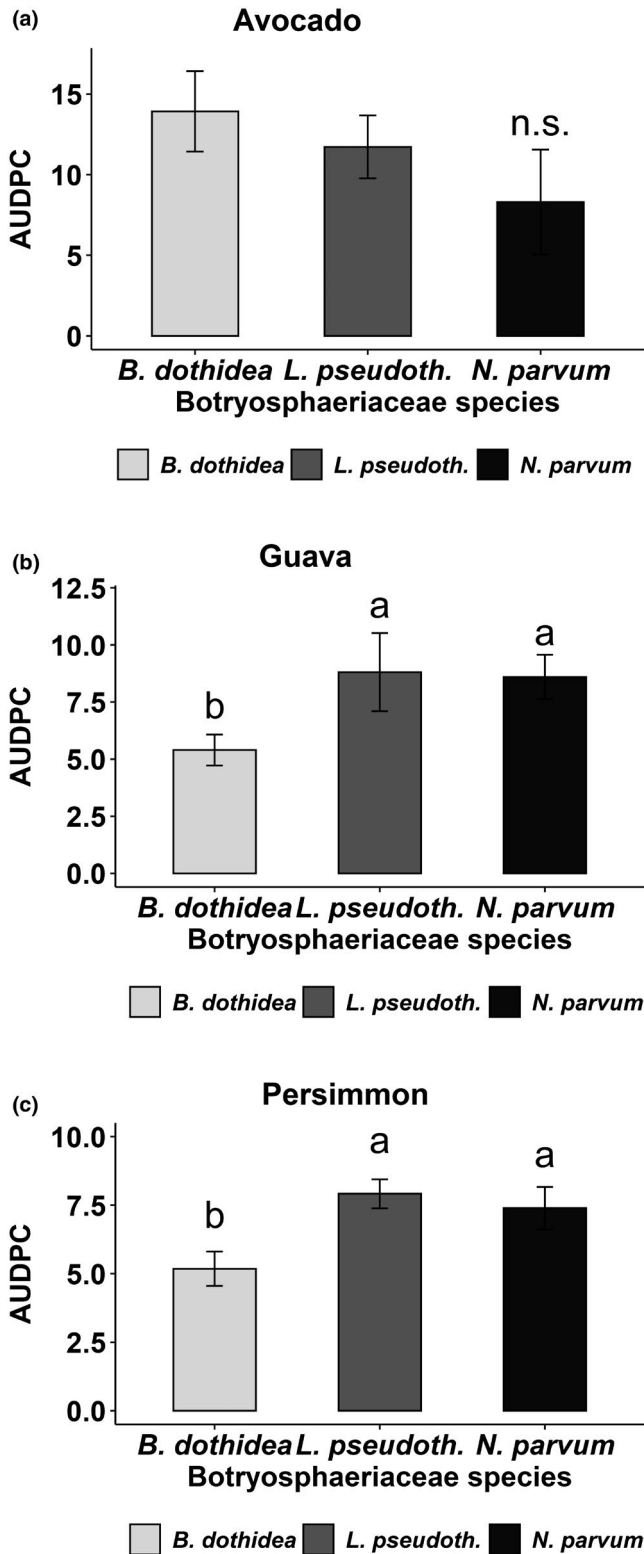 (a)
Avocado
15
10
5
0
AUDPC
n.s.
B. dothidea L. pseudoth. N. parvum
Botryosphaeriaceae species
B. dothidea L. pseudoth. N. parvum
(b)
Guava
12.5
10.0
7.5
5.0
2.5
0.0
AUDPC
b a a
B. dothidea L. pseudoth. N. parvum
Botryosphaeriaceae species
B. dothidea L. pseudoth. N. parvum
(c)
Persimmon
10.0
7.5
5.0
2.5
0.0
AUDPC
b a a
B. dothidea L. pseudoth. N. parvum
Botryosphaeriaceae species
B. dothidea L. pseudoth. N. parvum